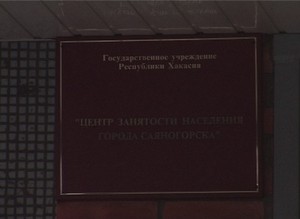 Государственное учреждение
Республики Хакасия
"ЦЕНТР ЗАНЯТОСТИ НАСЕЛЕНИЯ
ГОРОДА САЯНОГОРСКА"